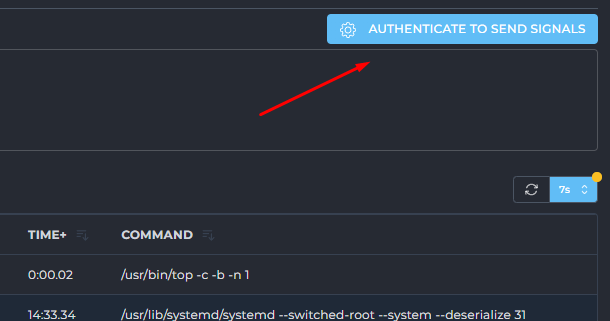 AUTHENTICATE TO SEND SIGNALS
7s
TIME+ COMMAND
0:00.02 /usr/bin/top -c -b -n 1
14:33.34 /usr/lib/systemd/systemd --switched-root --system --deserialize 31